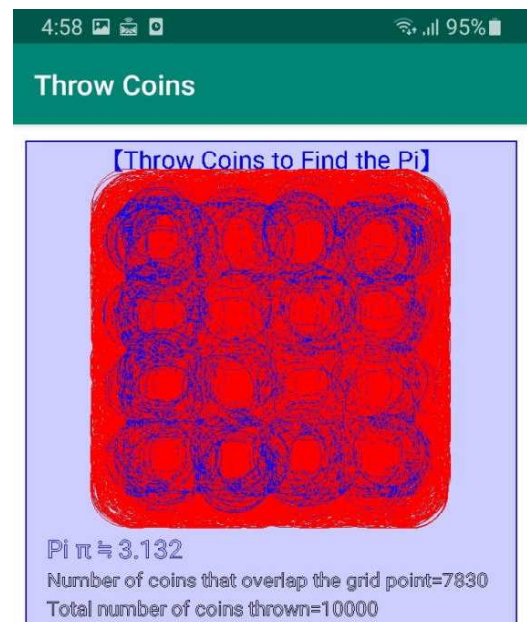 4:58 95%
Throw Coins
【Throw Coins to Find the Pi】
Pi π ≒ 3.132
Number of coins that overlap the grid point=7830
Total number of coins thrown=10000